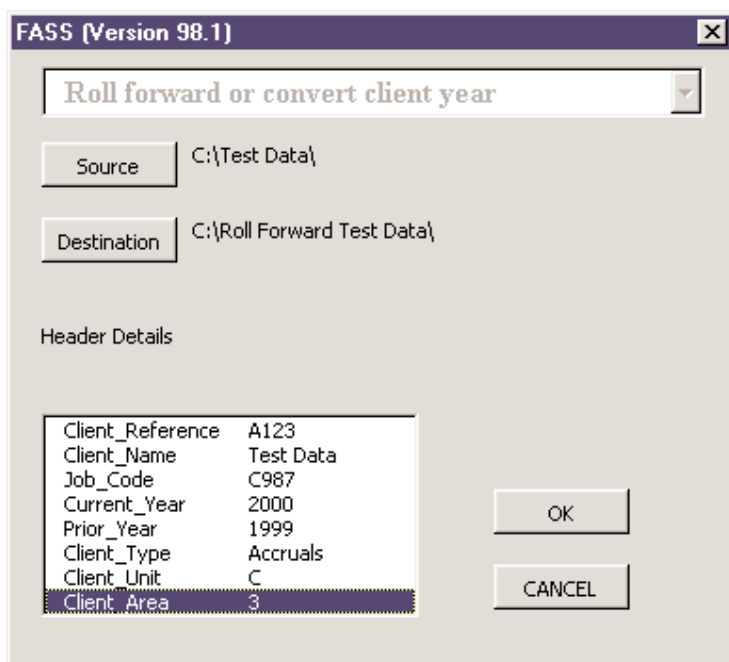 FASS (Version 98.1)
Roll forward or convert client year
Source C:\Test Data\
Destination C:\Roll Forward Test Data\
Header Details
Client_Reference A123
Client_Name Test Data
Job_Code C987
Current_Year 2000
Prior_Year 1999
Client_Type Accruals
Client_Unit C
Client_Area 3
OK
CANCEL